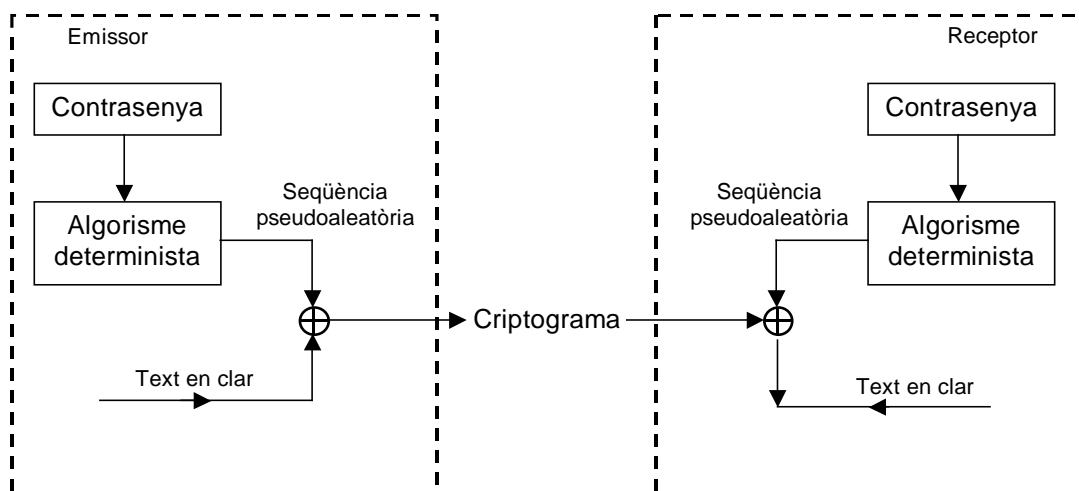 Emissor
Receptor
Contrasenya
Contrasenya
Seqüència
pseudoaleatòria
Seqüència
pseudoaleatòria
Algorisme
determinista
Algorisme
determinista
Criptograma
Text en clar
Text en clar